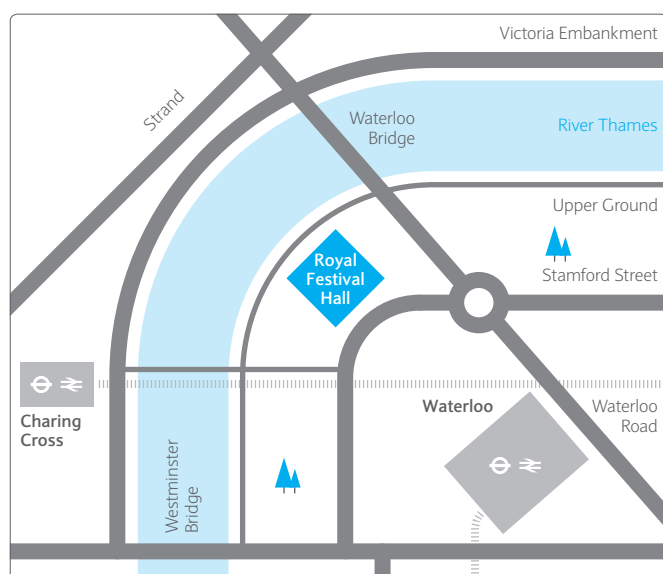 Victoria Embankment
Strand
Waterloo
Bridge
River Thames
Upper Ground
Royal
Festival
Hall
Stamford Street
Charing
Cross
Waterloo
Waterloo
Road
Westminster
Bridge